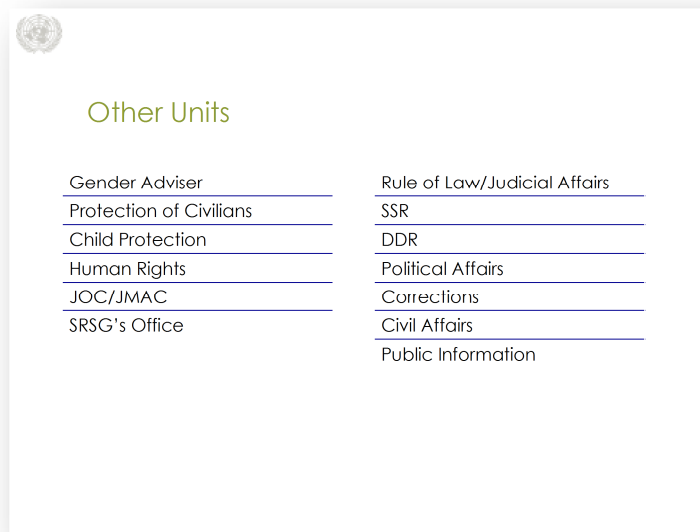 Other Units
Gender Adviser
Protection of Civilians
Child Protection
Human Rights
JOC/JMAC
SRSG's Office
Rule of Law/Judicial Affairs
SSR
DDR
Political Affairs
Corrections
Civil Affairs
Public Information